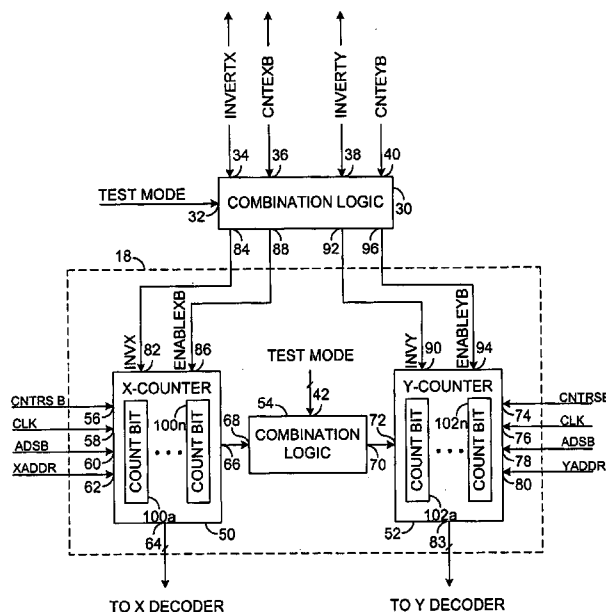 INVERTX
CNTEXB
INVERTY
CNTEYB
34
36
38
40
TEST MODE
32
COMBINATION LOGIC
30
84
88
92
96
18
INVX
ENABLEXB
INVY
ENABLEYB
82
86
90
94
TEST MODE
42
X-COUNTER
Y-COUNTER
CNTRS B
56
CLK
58
ADSB
60
XADDR
62
COUNT BIT
100n
COUNT BIT
100a
50
64
54
68
66
COMBINATION
LOGIC
72
70
COUNT BIT
102n
COUNT BIT
102a
52
83
CNTRSB
74
CLK
76
ADSB
78
YADDR
80
TO X DECODER
TO Y DECODER